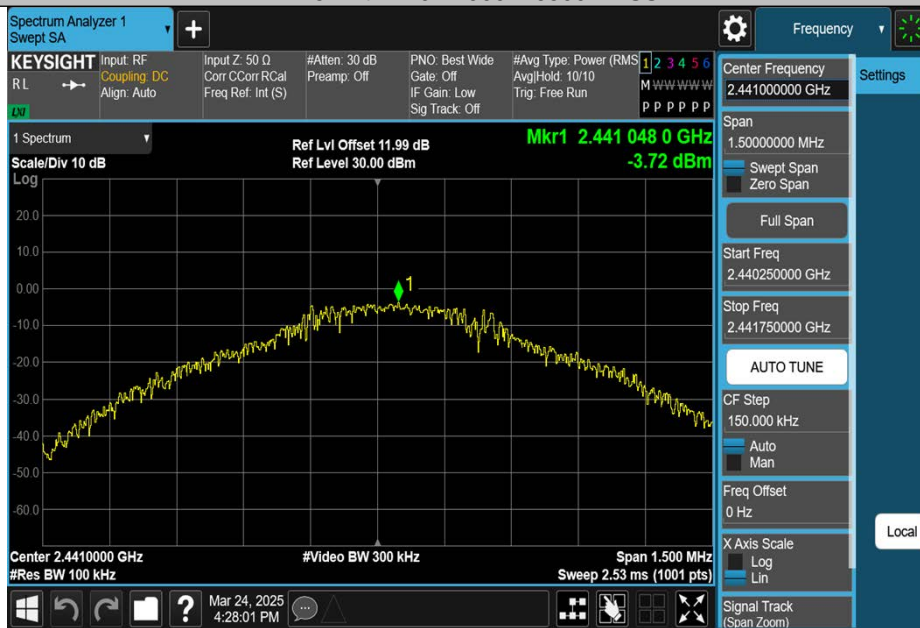 Spectrum Analyzer 1
Swept SA
+
Frequency
KEYSIGHT
RL
LXI
Input: RF
Coupling: DC
Align: Auto
Input Z: 50 Ω
Corr CCorr RCal
Freq Ref: Int (S)
#Atten: 30 dB
Preamp: Off
PNO: Best Wide
Gate: Off
IF Gain: Low
Sig Track: Off
#Avg Type: Power (RMS
Avg|Hold: 10/10
Trig: Free Run
1 2 3 4 5 6
M W W W W W
P P P P P P
1 Spectrum
Scale/Div 10 dB
Log
Ref Lvl Offset 11.99 dB
Ref Level 30.00 dBm
Mkr1 2.441 048 0 GHz
-3.72 dBm
20.0
10.0
0.00
-10.0
-20.0
-30.0
-40.0
-50.0
-60.0
1
Center 2.4410000 GHz
#Res BW 100 kHz
#Video BW 300 kHz
Span 1.500 MHz
Sweep 2.53 ms (1001 pts)
Center Frequency
2.441000000 GHz
Span
1.50000000 MHz
Swept Span
Zero Span
Full Span
Start Freq
2.440250000 GHz
Stop Freq
2.441750000 GHz
AUTO TUNE
CF Step
150.000 kHz
Auto
Man
Freq Offset
0 Hz
X Axis Scale
Log
Lin
Signal Track
(Span Zoom)
Settings
Local
?
Mar 24, 2025
4:28:01 PM